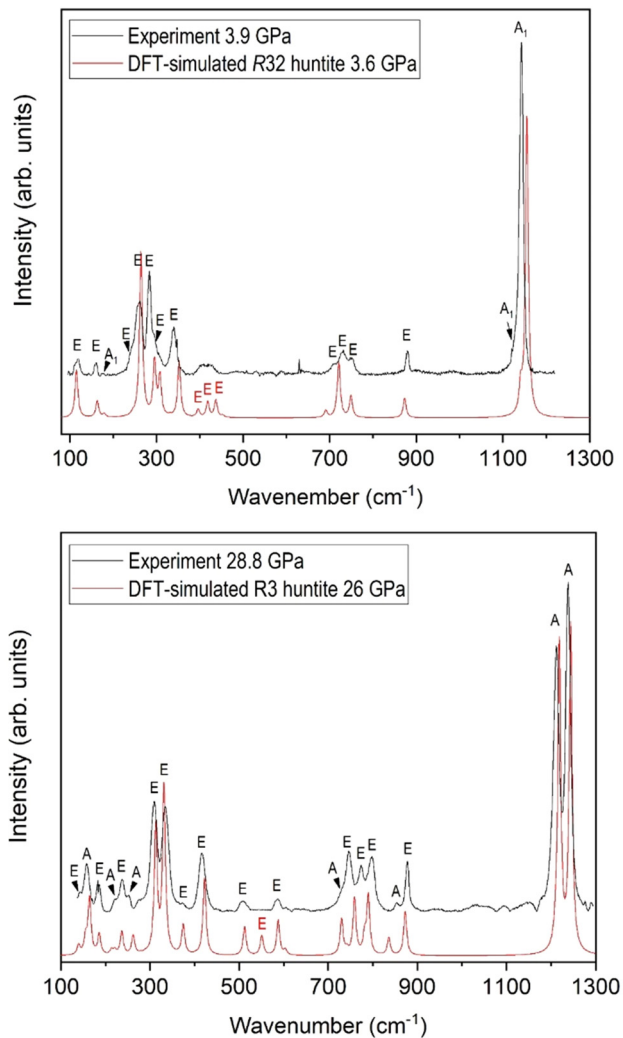 Experiment 3.9 GPa
DFT-simulated R32 huntite 3.6 GPa
A1
E E
E E E
E E A1 E E E E A1
E E E
Intensity (arb. units)
100 300 500 700 900 1100 1300
Wavenember (cm-1)
Experiment 28.8 GPa
DFT-simulated R3 huntite 26 GPa
A
A
E
E
E
A E E E
E E A E A E E E A E E A E
E
Intensity (arb. units)
100 300 500 700 900 1100 1300
Wavenumber (cm-1)